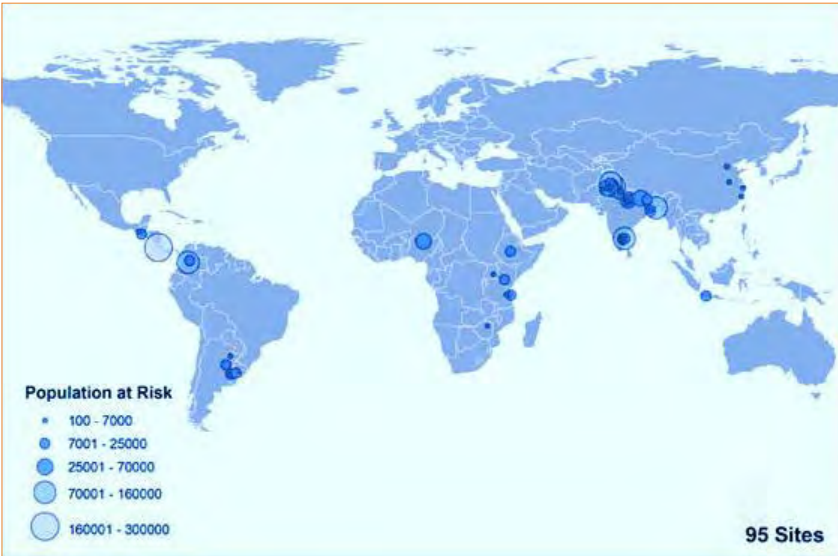 Population at Risk
100 - 7000
7001 - 25000
25001 - 70000
70001 - 160000
160001 - 300000
95 Sites